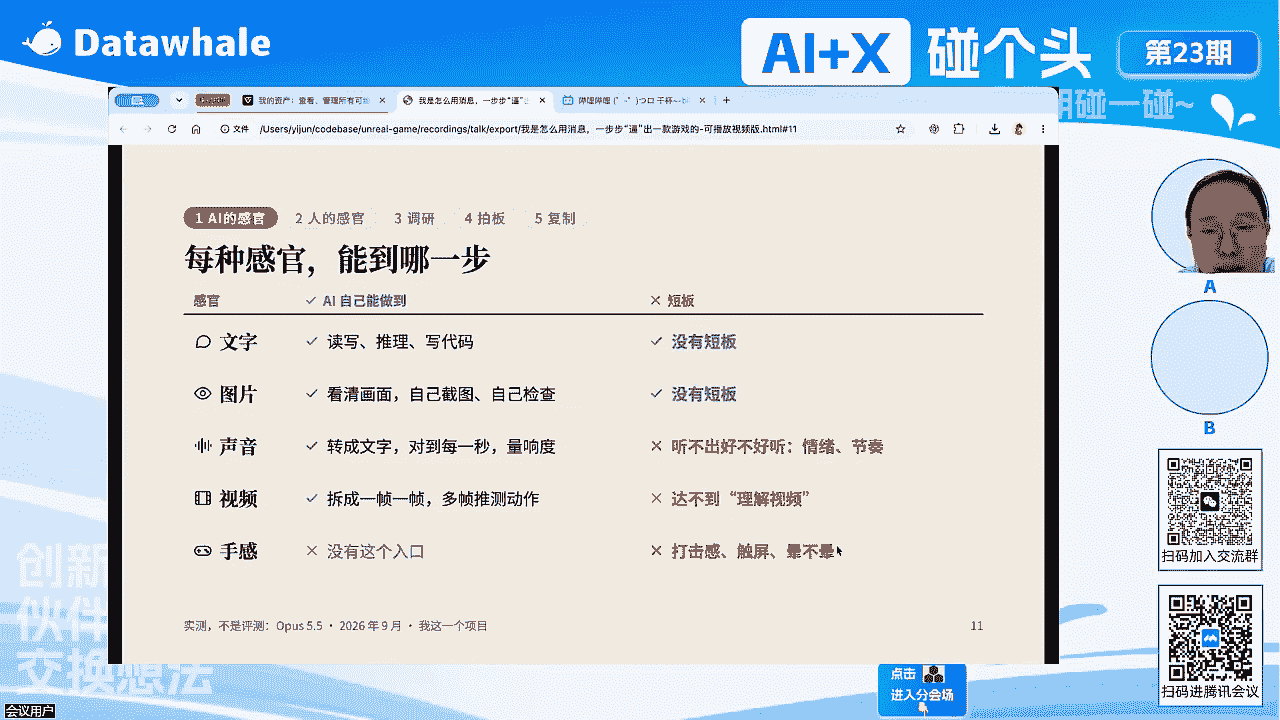 Datawhale
AI+X 碰个头 第23期
期碰一碰~
我的资产：查看、管理所有可
我是怎么用消息，一步步“逼”
哔哩哔哩 (゜-゜)つロ 干杯~-bi
文件 /Users/yijun/codebase/unreal-game/recordings/talk/export/我是怎么用消息，一步步“逼”出一款游戏的-可播放视频版.html#11
1 AI的感官 2 人的感官 3 调研 4 拍板 5 复制
每种感官，能到哪一步
感官 ✓ AI 自己能做到 × 短板
文字 ✓ 读写、推理、写代码 ✓ 没有短板
图片 ✓ 看清画面，自己截图、自己检查 ✓ 没有短板
声音 ✓ 转成文字，对到每一秒，量响度 × 听不出好不好听：情绪、节奏
视频 ✓ 拆成一帧一帧，多帧推测动作 × 达不到“理解视频”
手感 × 没有这个入口 × 打击感、触屏、晕不晕
实测，不是评测：Opus 5.5 · 2026 年 9 月 · 我这一个项目 11
A
B
扫码加入交流群
扫码进腾讯会议
创新
伙伴
交换想法
点击
进入分会场
会议用户